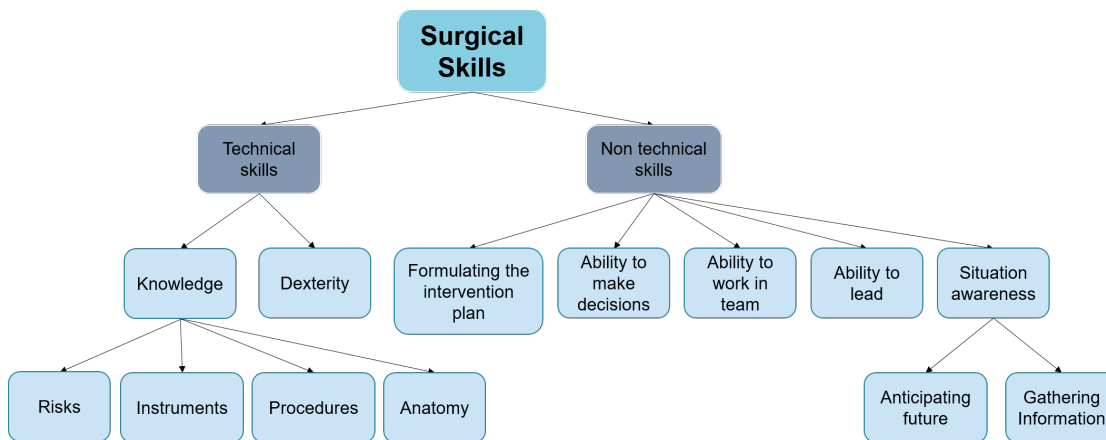 Surgical
Skills
Technical
skills
Non technical
skills
Knowledge
Dexterity
Formulating the
intervention
plan
Ability to
make
decisions
Ability to
work in
team
Ability to
lead
Situation
awareness
Risks
Instruments
Procedures
Anatomy
Anticipating
future
Gathering
Information